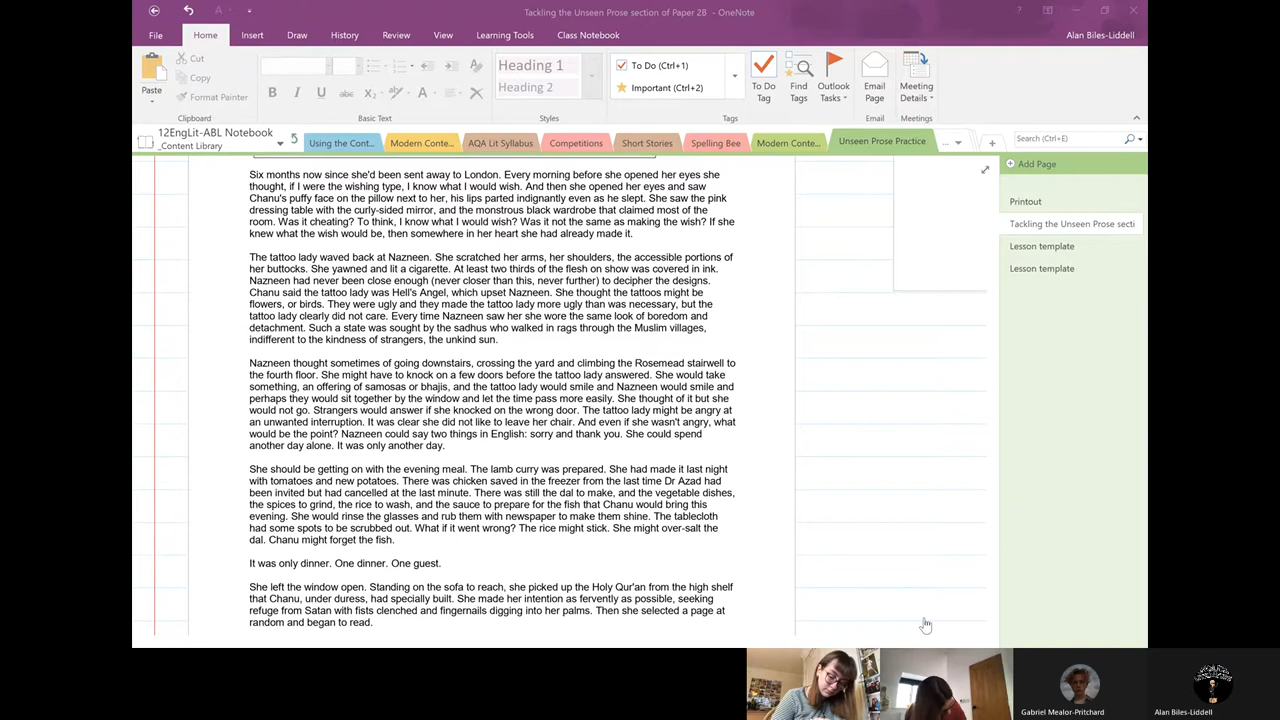 Tackling the Unseen Prose section of Paper 2B - OneNote
File Home Insert Draw History Review View Learning Tools Class Notebook Alan Biles-Liddell
Paste
Cut
Copy
Format Painter
Clipboard
Basic Text
Heading 1
Heading 2
Styles
To Do (Ctrl+1)
Important (Ctrl+2)
To Do
Tag
Find
Tags
Tags
Outlook
Tasks
Email
Page
Email
Meeting
Details
Meetings
12EngLit-ABL Notebook
_Content Library
Using the Cont... Modern Conte... AQA Lit Syllabus Competitions Short Stories Spelling Bee Modern Conte... Unseen Prose Practice ...
Search (Ctrl+E)
Add Page
Printout
Tackling the Unseen Prose secti
Lesson template
Lesson template
Six months now since she'd been sent away to London. Every morning before she opened her eyes she
thought, if I were the wishing type, I know what I would wish. And then she opened her eyes and saw
Chanu's puffy face on the pillow next to her, his lips parted indignantly even as he slept. She saw the pink
dressing table with the curly-sided mirror, and the monstrous black wardrobe that claimed most of the
room. Was it cheating? To think, I know what I would wish? Was it not the same as making the wish? If she
knew what the wish would be, then somewhere in her heart she had already made it.
The tattoo lady waved back at Nazneen. She scratched her arms, her shoulders, the accessible portions of
her buttocks. She yawned and lit a cigarette. At least two thirds of the flesh on show was covered in ink.
Nazneen had never been close enough (never closer than this, never further) to decipher the designs.
Chanu said the tattoo lady was Hell's Angel, which upset Nazneen. She thought the tattoos might be
flowers, or birds. They were ugly and they made the tattoo lady more ugly than was necessary, but the
tattoo lady clearly did not care. Every time Nazneen saw her she wore the same look of boredom and
detachment. Such a state was sought by the sadhus who walked in rags through the Muslim villages,
indifferent to the kindness of strangers, the unkind sun.
Nazneen thought sometimes of going downstairs, crossing the yard and climbing the Rosemead stairwell to
the fourth floor. She might have to knock on a few doors before the tattoo lady answered. She would take
something, an offering of samosas or bhajis, and the tattoo lady would smile and Nazneen would smile and
perhaps they would sit together by the window and let the time pass more easily. She thought of it but she
would not go. Strangers would answer if she knocked on the wrong door. The tattoo lady might be angry at
an unwanted interruption. It was clear she did not like to leave her chair. And even if she wasn't angry, what
would be the point? Nazneen could say two things in English: sorry and thank you. She could spend
another day alone. It was only another day.
She should be getting on with the evening meal. The lamb curry was prepared. She had made it last night
with tomatoes and new potatoes. There was chicken saved in the freezer from the last time Dr Azad had
been invited but had cancelled at the last minute. There was still the dal to make, and the vegetable dishes,
the spices to grind, the rice to wash, and the sauce to prepare for the fish that Chanu would bring this
evening. She would rinse the glasses and rub them with newspaper to make them shine. The tablecloth
had some spots to be scrubbed out. What if it went wrong? The rice might stick. She might over-salt the
dal. Chanu might forget the fish.
It was only dinner. One dinner. One guest.
She left the window open. Standing on the sofa to reach, she picked up the Holy Qur'an from the high shelf
that Chanu, under duress, had specially built. She made her intention as fervently as possible, seeking
refuge from Satan with fists clenched and fingernails digging into her palms. Then she selected a page at
random and began to read.
Gabriel Mealor-Pritchard
Alan Biles-Liddell